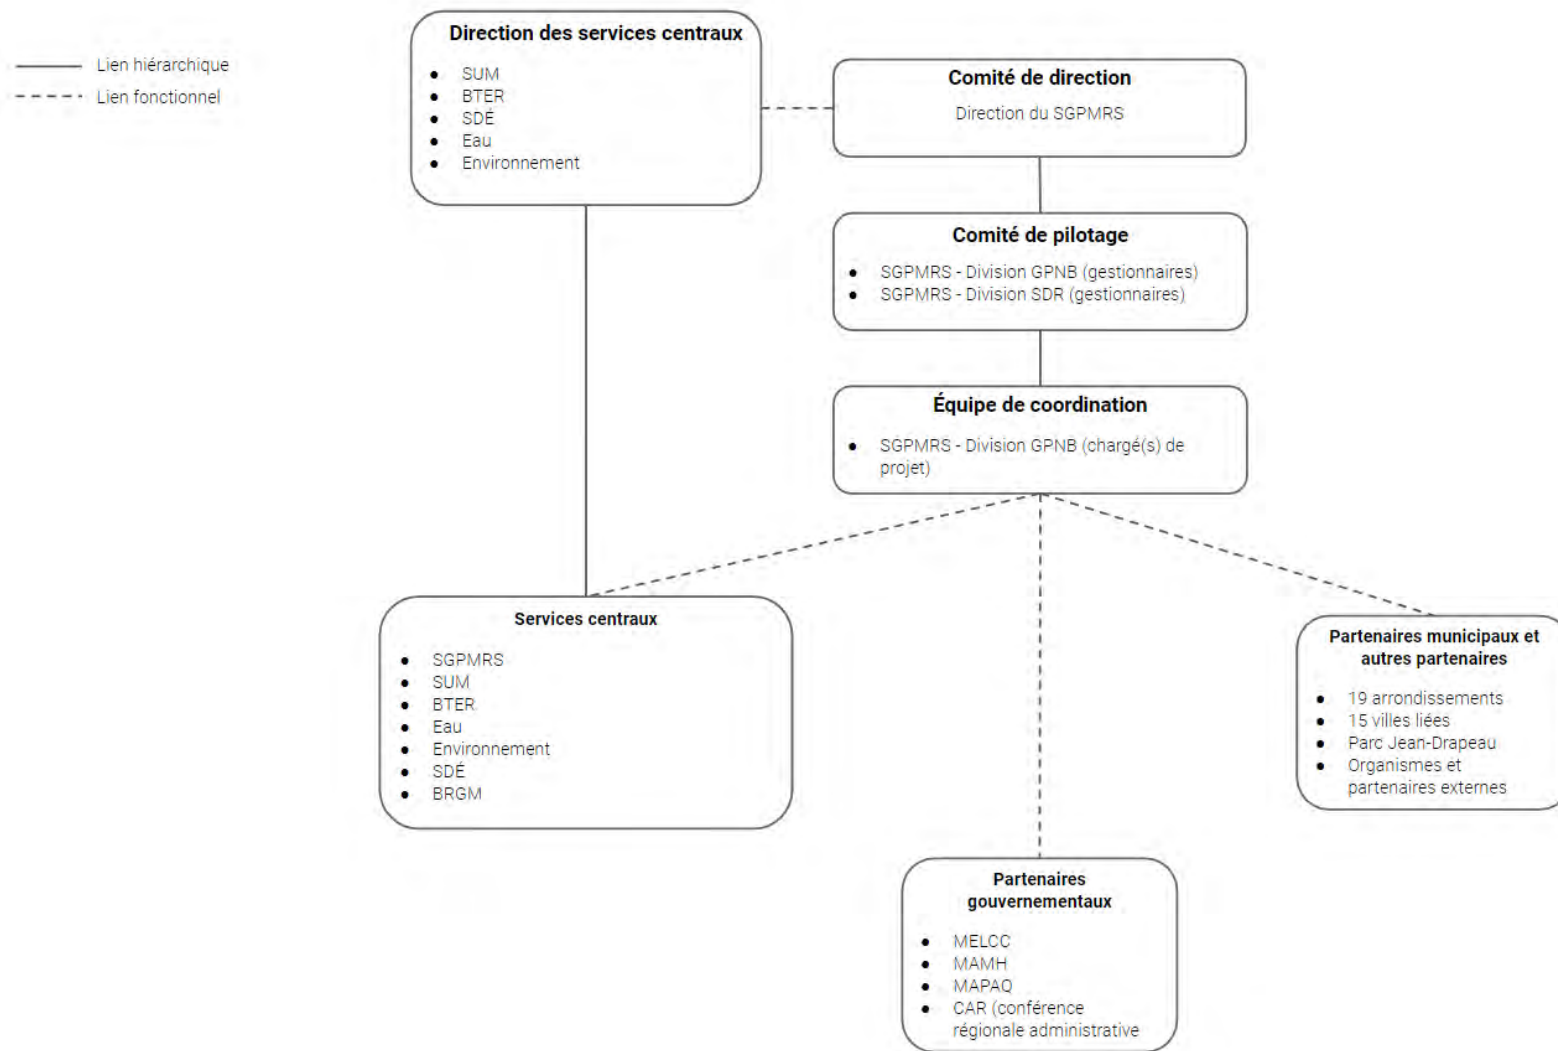 Lien hiérarchique
Lien fonctionnel
Direction des services centraux
● SUM
● BTER
● SDÉ
● Eau
● Environnement
Comité de direction
Direction du SGPMRS
Comité de pilotage
● SGPMRS - Division GPNB (gestionnaires)
● SGPMRS - Division SDR (gestionnaires)
Équipe de coordination
● SGPMRS - Division GPNB (chargé(s) de
projet)
Services centraux
● SGPMRS
● SUM
● BTER
● Eau
● Environnement
● SDÉ
● BRGM
Partenaires municipaux et
autres partenaires
● 19 arrondissements
● 15 villes liées
● Parc Jean-Drapeau
● Organismes et
partenaires externes
Partenaires
gouvernementaux
● MELCC
● MAMH
● MAPAQ
● CAR (conférence
régionale administrative